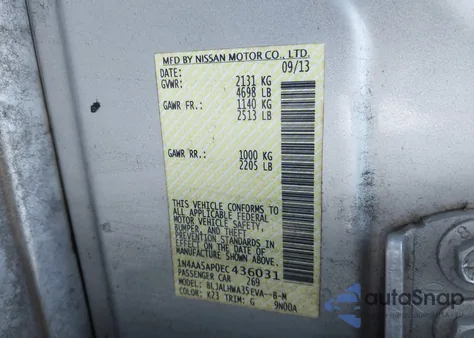 MFD BY NISSAN MOTOR CO., LTD.
DATE: 09/13
GVWR: 2131 KG
4698 LB
GAWR FR.: 1140 KG
2513 LB
GAWR RR.: 1000 KG
2205 LB
THIS VEHICLE CONFORMS TO
ALL APPLICABLE FEDERAL
MOTOR VEHICLE SAFETY,
BUMPER, AND THEFT
PREVENTION STANDARDS IN
EFFECT ON THE DATE OF
MANUFACTURE SHOWN ABOVE.
1N4AA5AP0EC436031
PASSENGER CAR 269
MODEL: BLJALHWA35EVA--B-M
COLOR: K23 TRIM: G 9N00A
AutoSnap